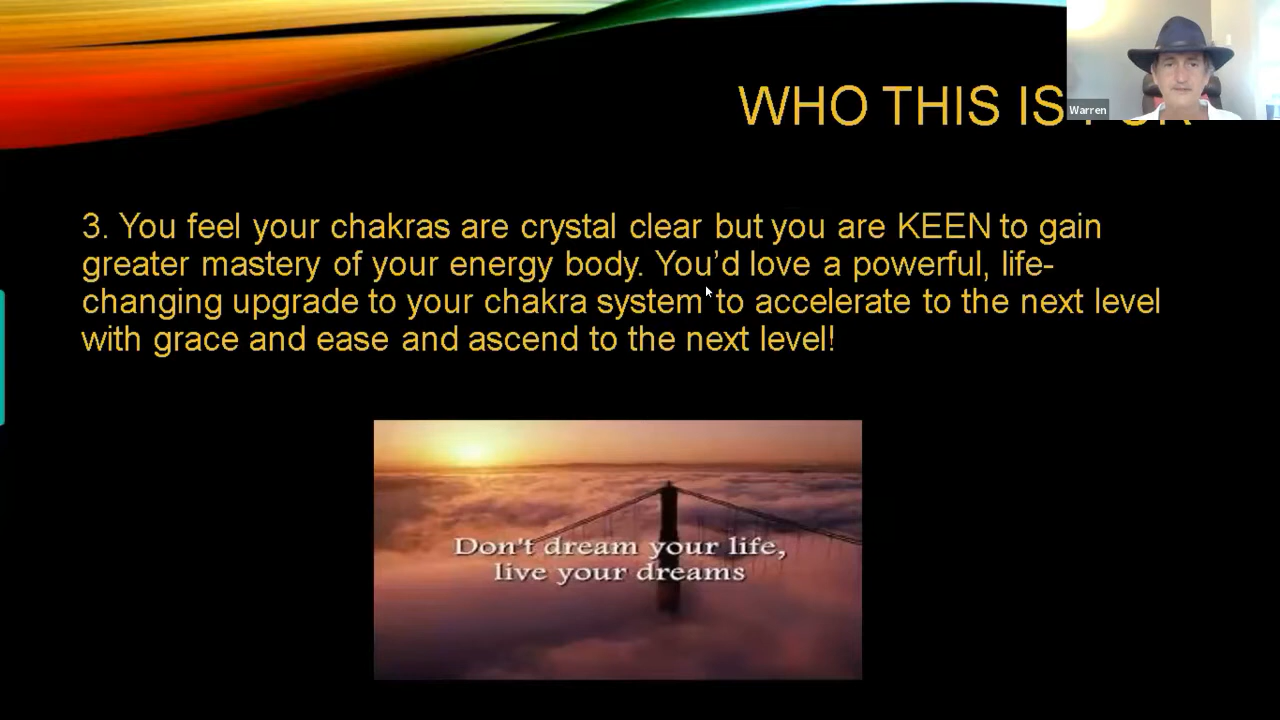 WHO THIS IS
Warren
3. You feel your chakras are crystal clear but you are KEEN to gain
greater mastery of your energy body. You’d love a powerful, life-
changing upgrade to your chakra system to accelerate to the next level
with grace and ease and ascend to the next level!
Don't dream your life,
live your dreams